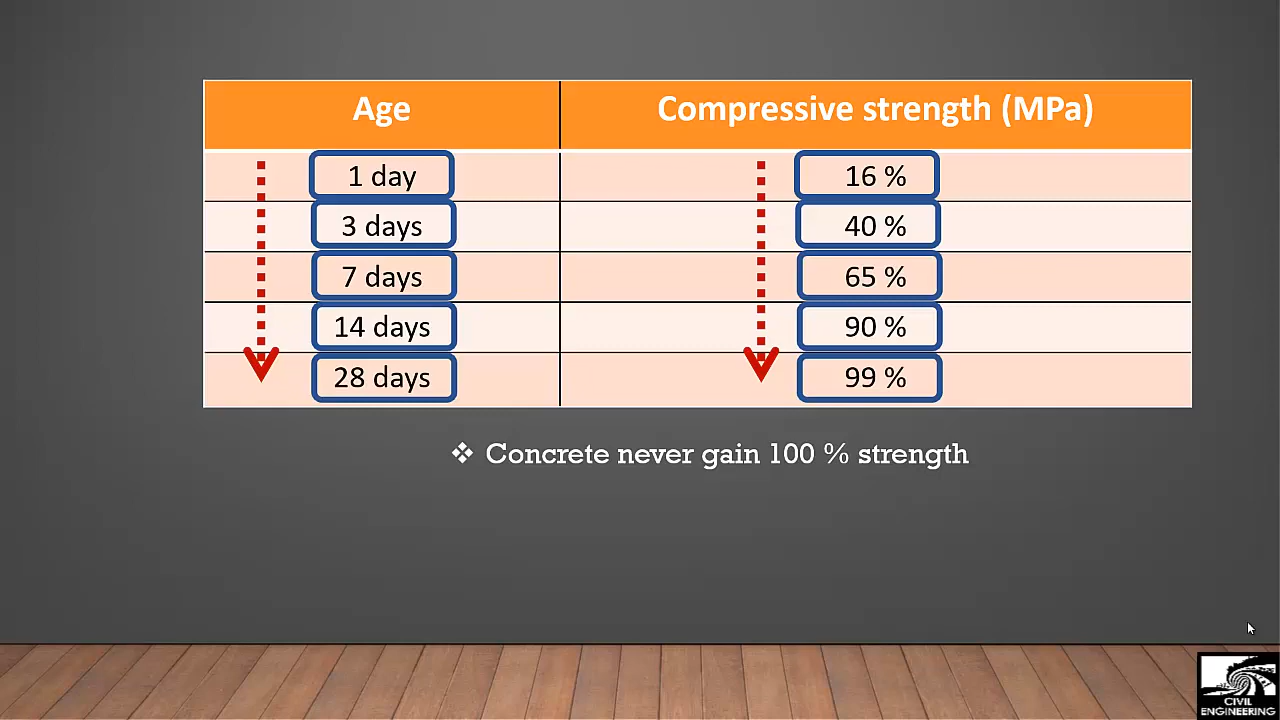 Age Compressive strength (MPa)
1 day 16 %
3 days 40 %
7 days 65 %
14 days 90 %
28 days 99 %
❖ Concrete never gain 100 % strength
CIVIL
ENGINEERING